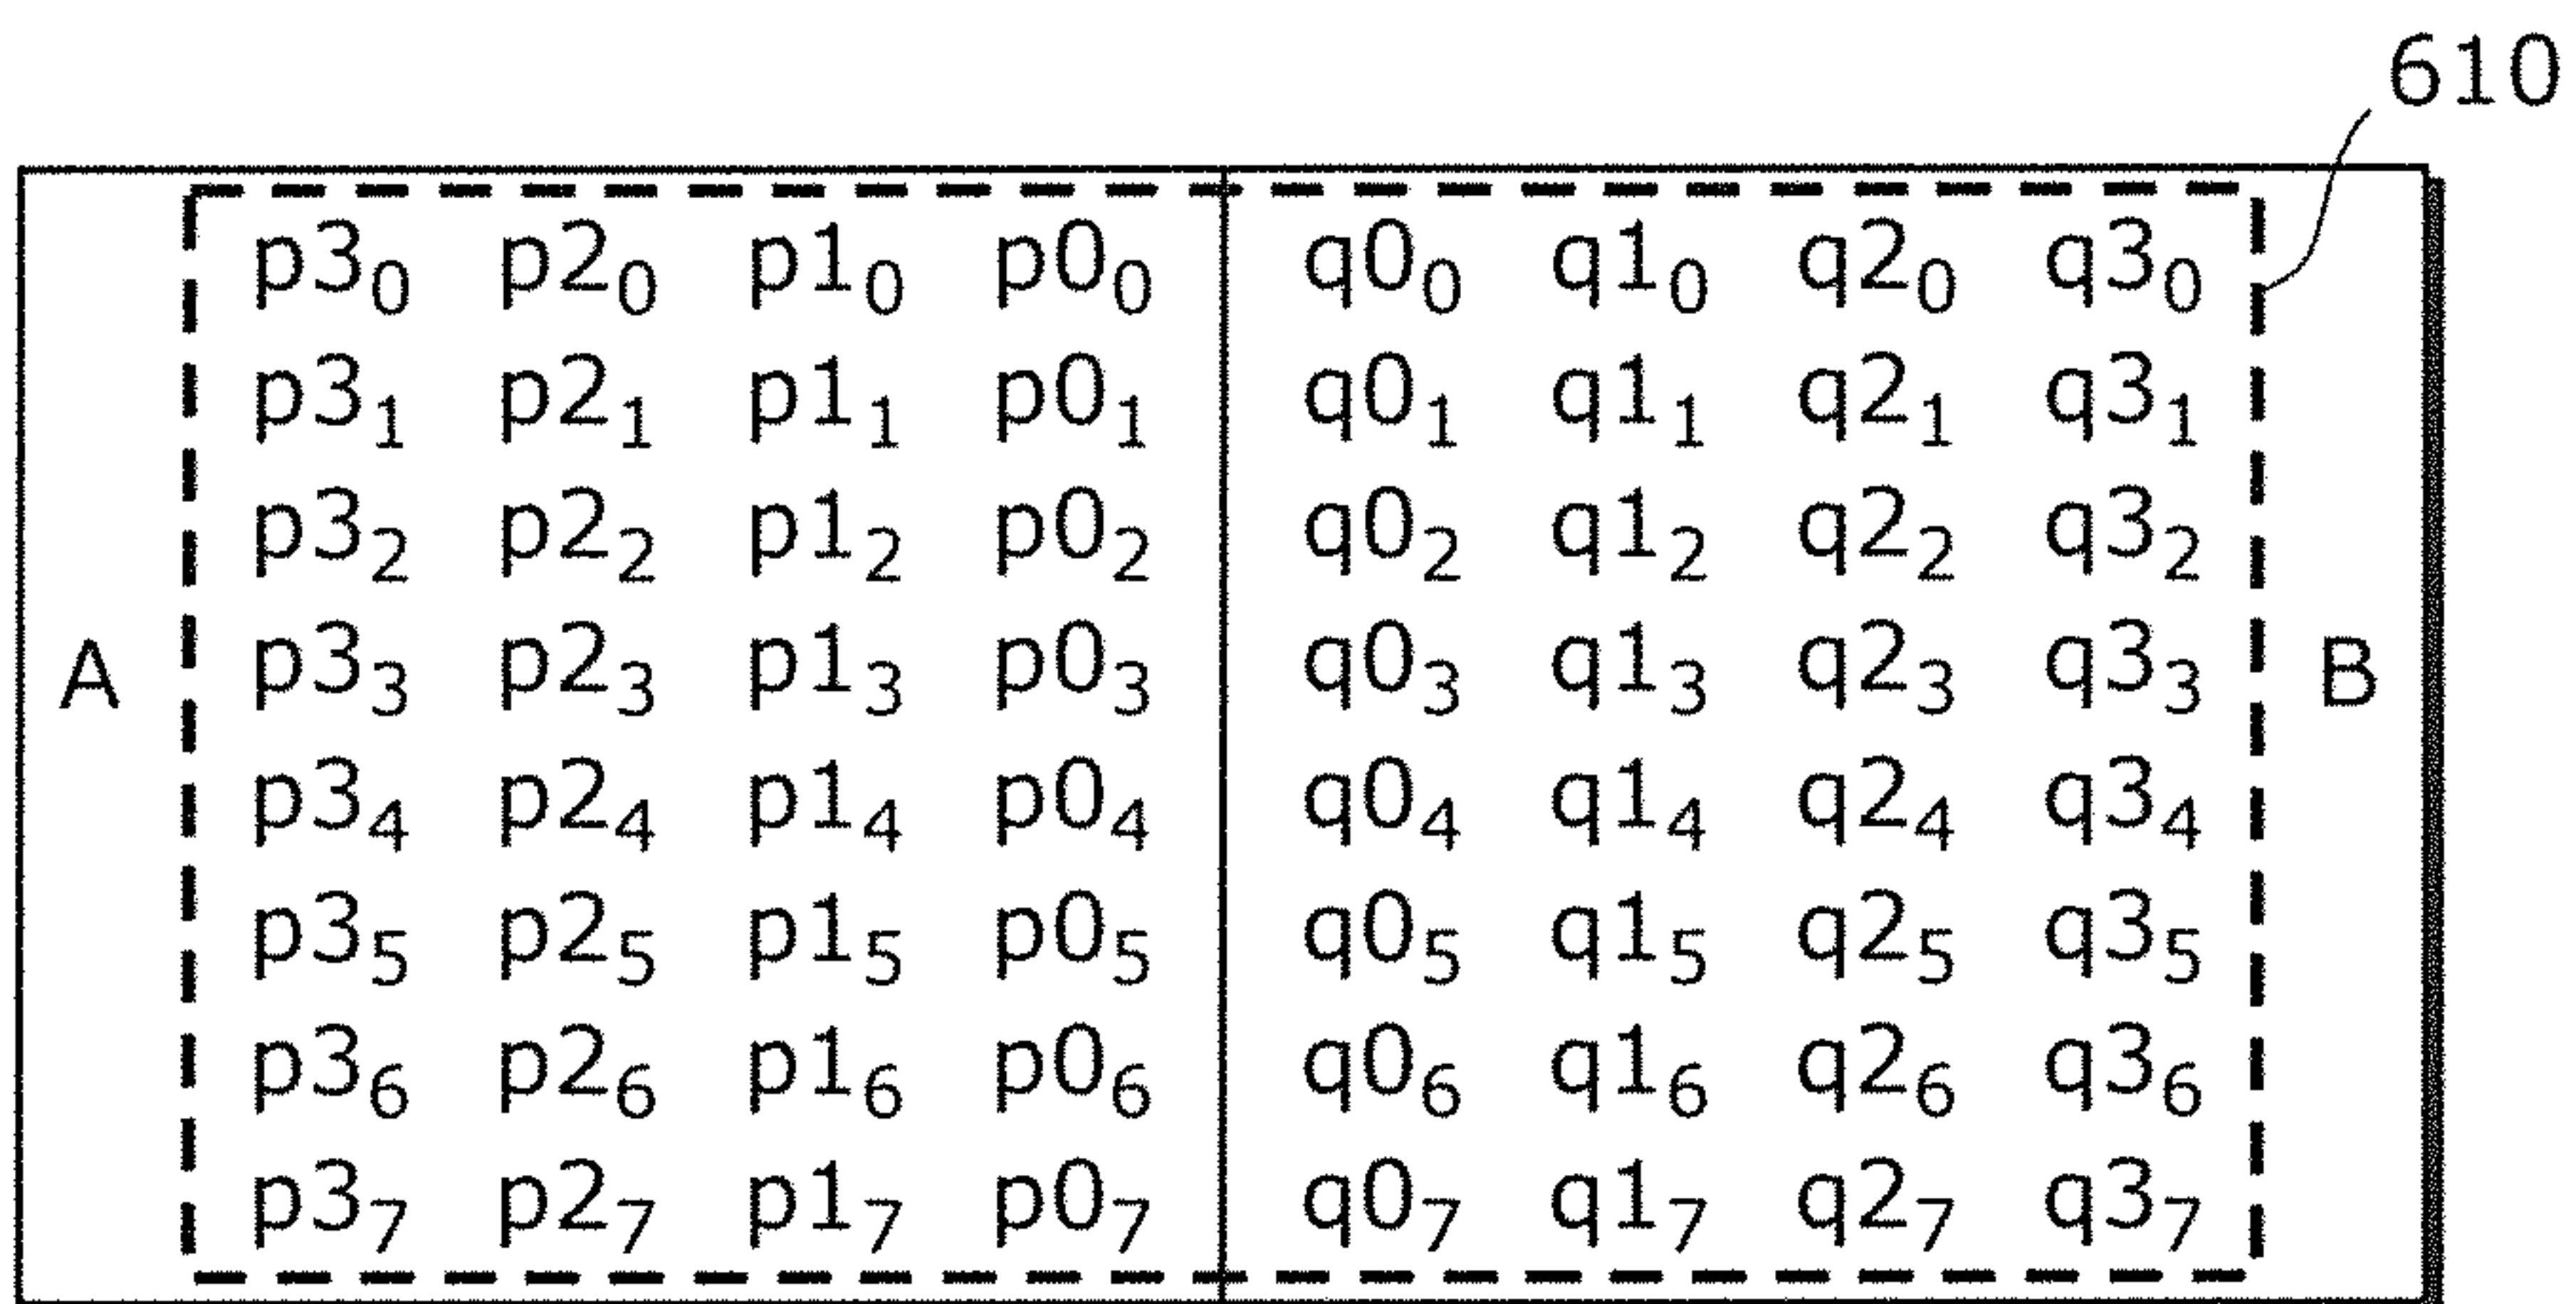 610
p3₀ p2₀ p1₀ p0₀ q0₀ q1₀ q2₀ q3₀
p3₁ p2₁ p1₁ p0₁ q0₁ q1₁ q2₁ q3₁
p3₂ p2₂ p1₂ p0₂ q0₂ q1₂ q2₂ q3₂
A p3₃ p2₃ p1₃ p0₃ q0₃ q1₃ q2₃ q3₃ B
p3₄ p2₄ p1₄ p0₄ q0₄ q1₄ q2₄ q3₄
p3₅ p2₅ p1₅ p0₅ q0₅ q1₅ q2₅ q3₅
p3₆ p2₆ p1₆ p0₆ q0₆ q1₆ q2₆ q3₆
p3₇ p2₇ p1₇ p0₇ q0₇ q1₇ q2₇ q3₇